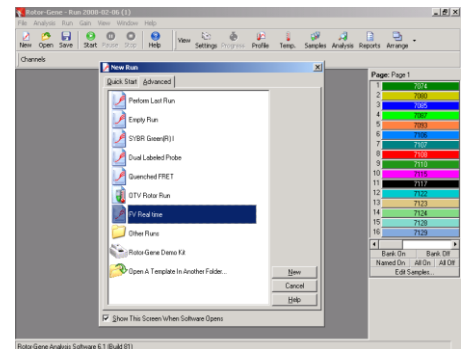 Rotor-Gene - Run 2008-02-06 (1)
File Analysis Run Gain View Window Help
New Open Save Start Pause Stop Help View Settings Progress Profile Temp. Samples Analysis Reports Arrange
Channels
New Run
Quick Start Advanced
Perform Last Run
Empty Run
SYBR Green(R) I
Dual Labeled Probe
Quenched FRET
OTV Rotor Run
FV Real time
Other Runs
Rotor-Gene Demo Kit
Open A Template In Another Folder...
New
Cancel
Help
Show This Screen When Software Opens
Page: Page 1
1 7074
2 7080
3 7085
4 7087
5 7093
6 7106
7 7107
8 7108
9 7110
10 7115
11 7117
12 7122
13 7123
14 7124
15 7128
16 7129
Bank On Bank Off
Named On All On All Off
Edit Samples...
Rotor-Gene Analysis Software 6.1 (Build 81)